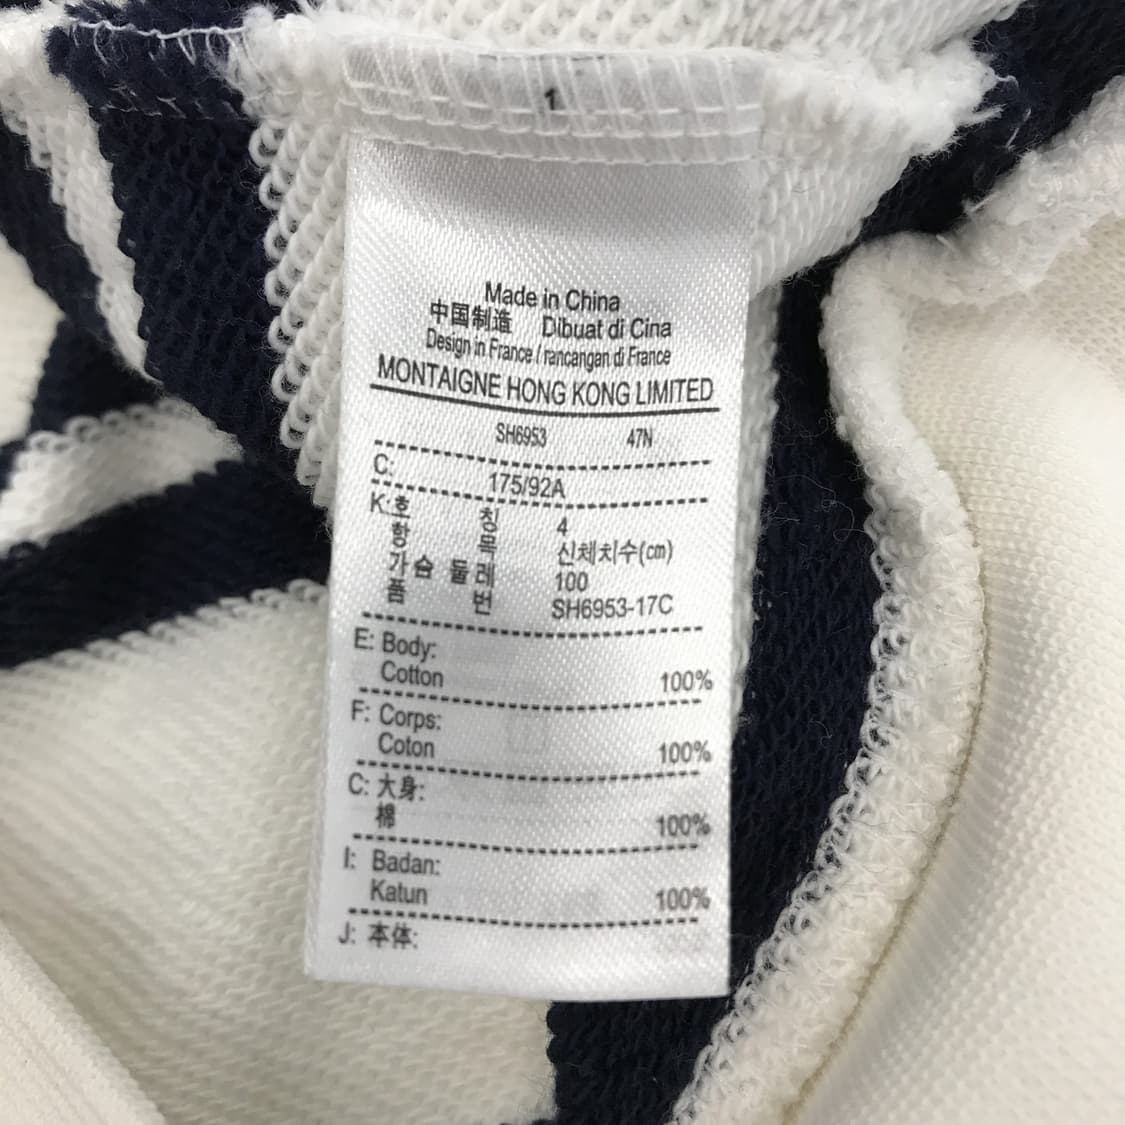 1
Made in China
中国制造 Dibuat di Cina
Design in France / rancangan di France
MONTAIGNE HONG KONG LIMITED
SH6953 47N
C: 175/92A
K: 호 칭 4
항 목 신체치수(cm)
가슴 둘레 100
품 번 SH6953-17C
E: Body:
Cotton 100%
F: Corps:
Coton 100%
C: 大身:
棉 100%
I: Badan:
Katun 100%
J: 本体: